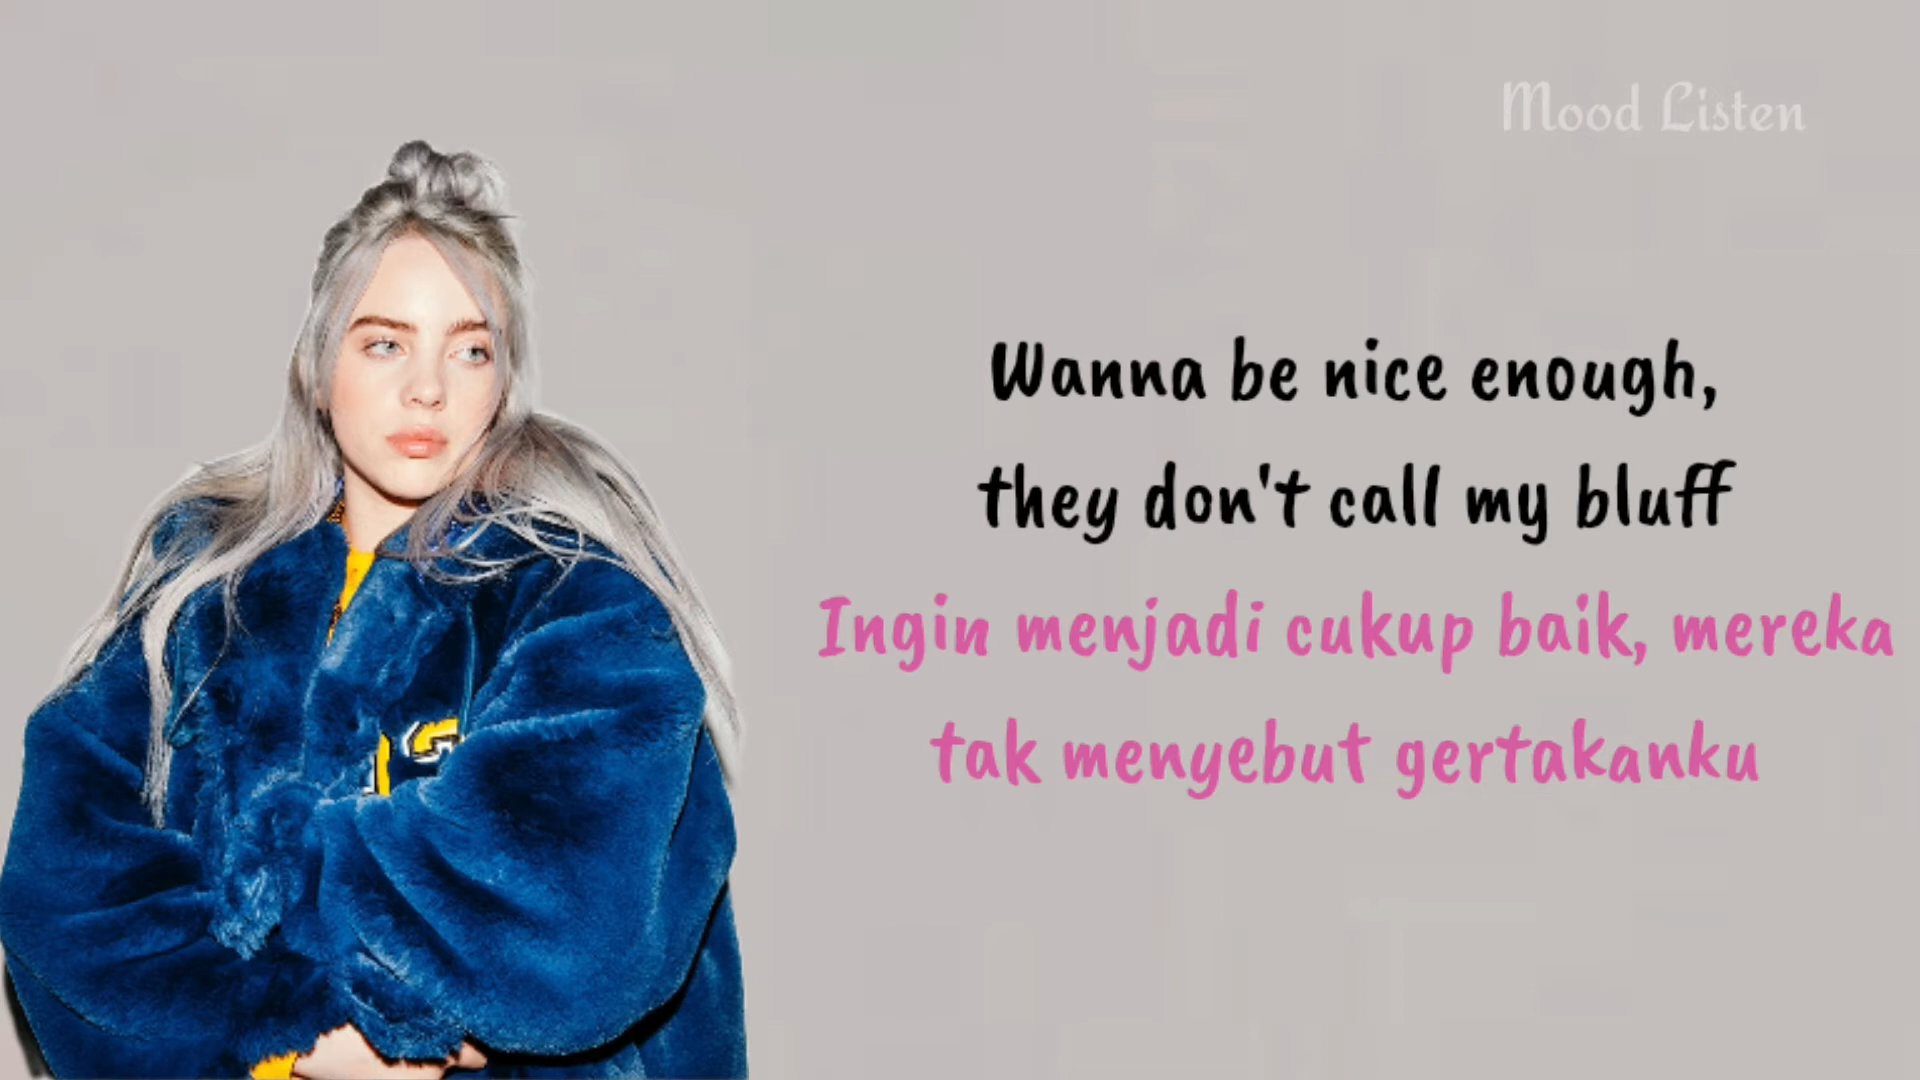 Mood Listen
Wanna be nice enough,
they don't call my bluff
Ingin menjadi cukup baik, mereka
tak menyebut gertakanku